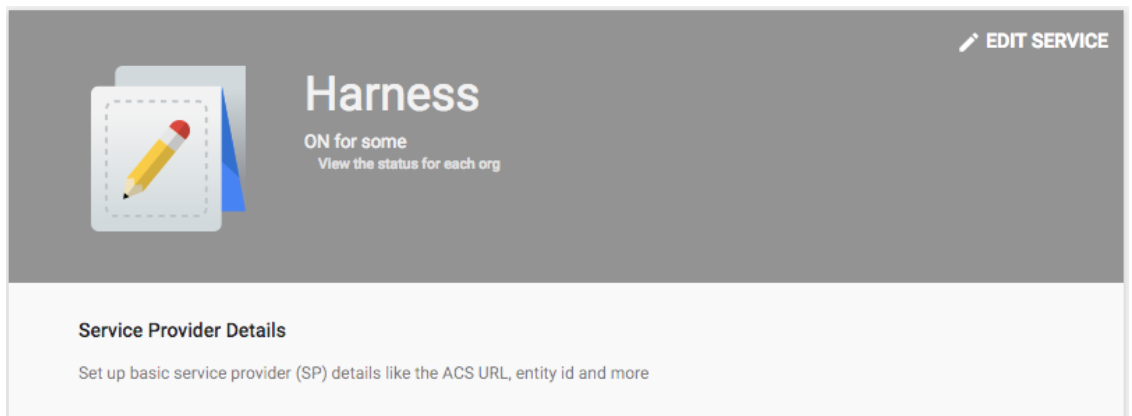 EDIT SERVICE
Harness
ON for some
View the status for each org
Service Provider Details
Set up basic service provider (SP) details like the ACS URL, entity id and more